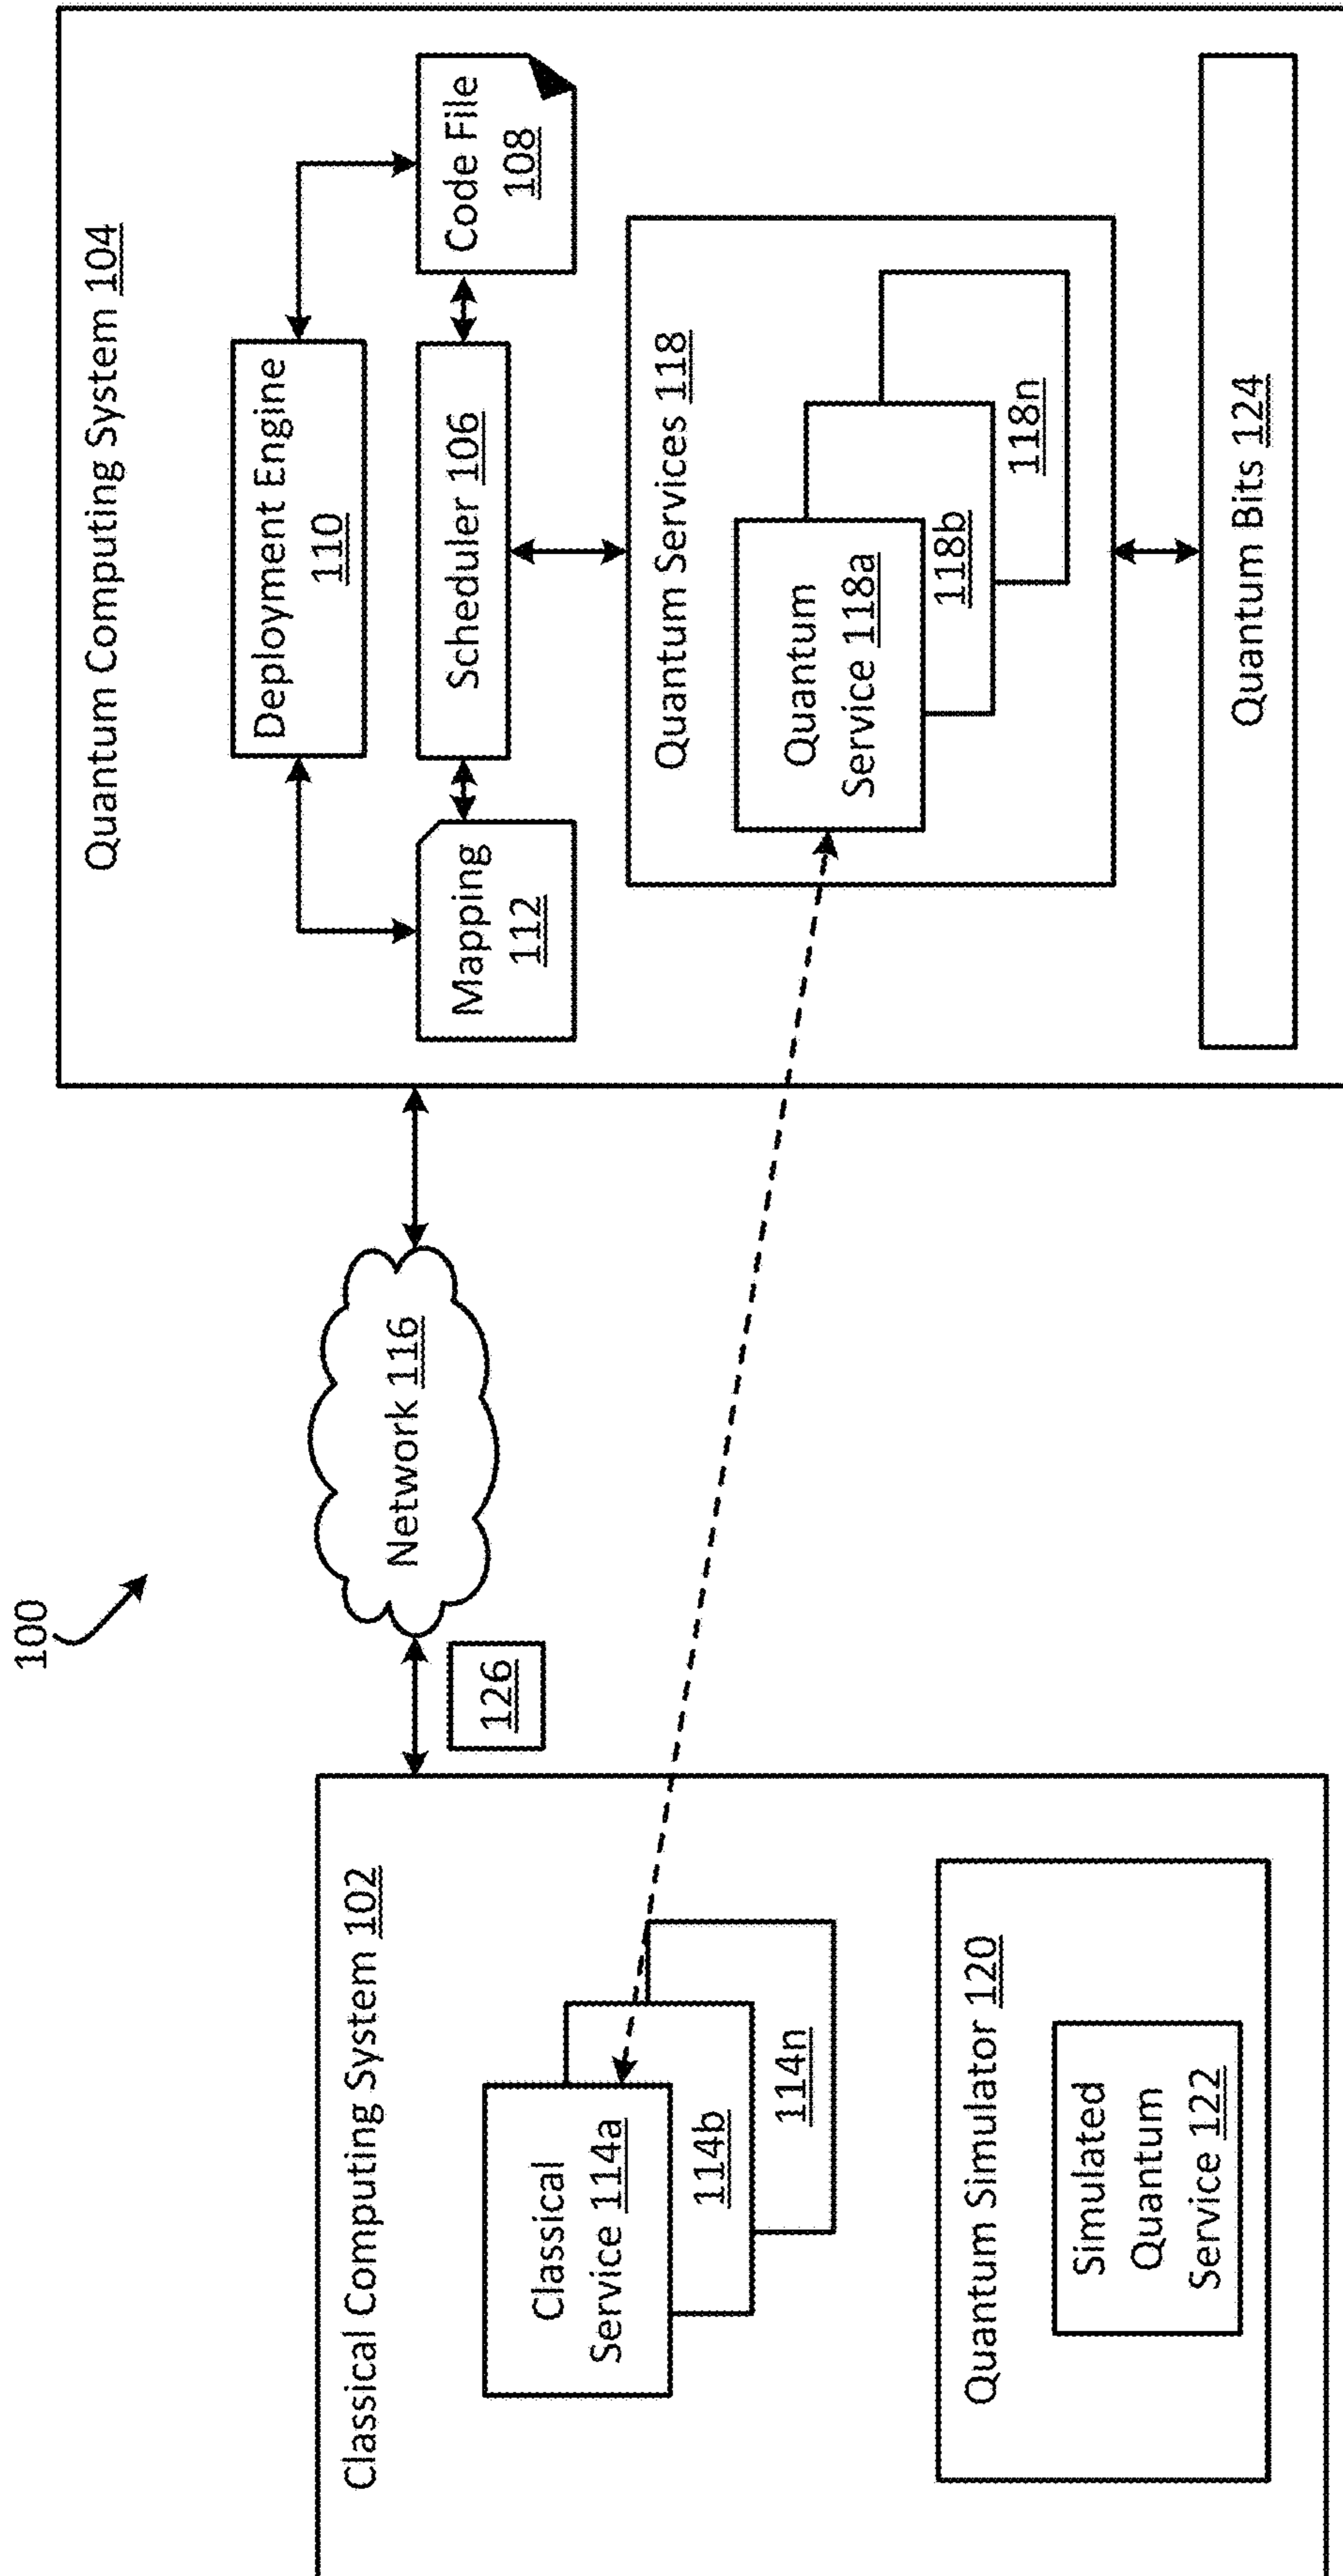 100
Classical Computing System 102
Classical
Service 114a
114b
114n
Quantum Simulator 120
Simulated
Quantum
Service 122
126
Network 116
Quantum Computing System 104
Deployment Engine
110
Mapping
112
Scheduler 106
Code File
108
Quantum Services 118
Quantum
Service 118a
118b
118n
Quantum Bits 124